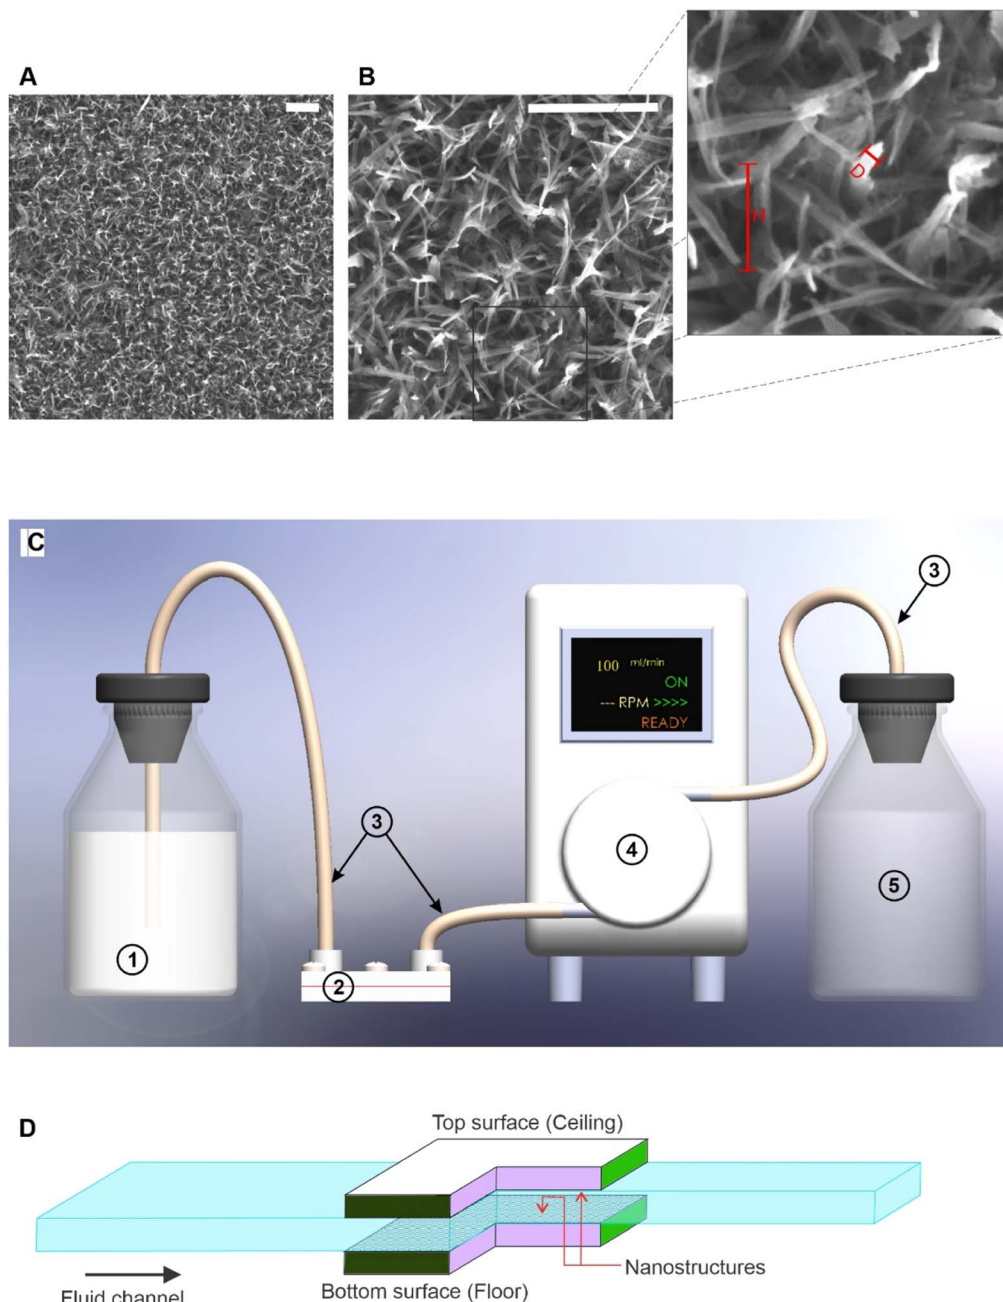 A
B
H
D
C
3
100 ml/min
ON
--- RPM >>>>
READY
3
4
5
1
2
D
Top surface (Ceiling)
Nanostructures
Bottom surface (Floor)
Fluid channel